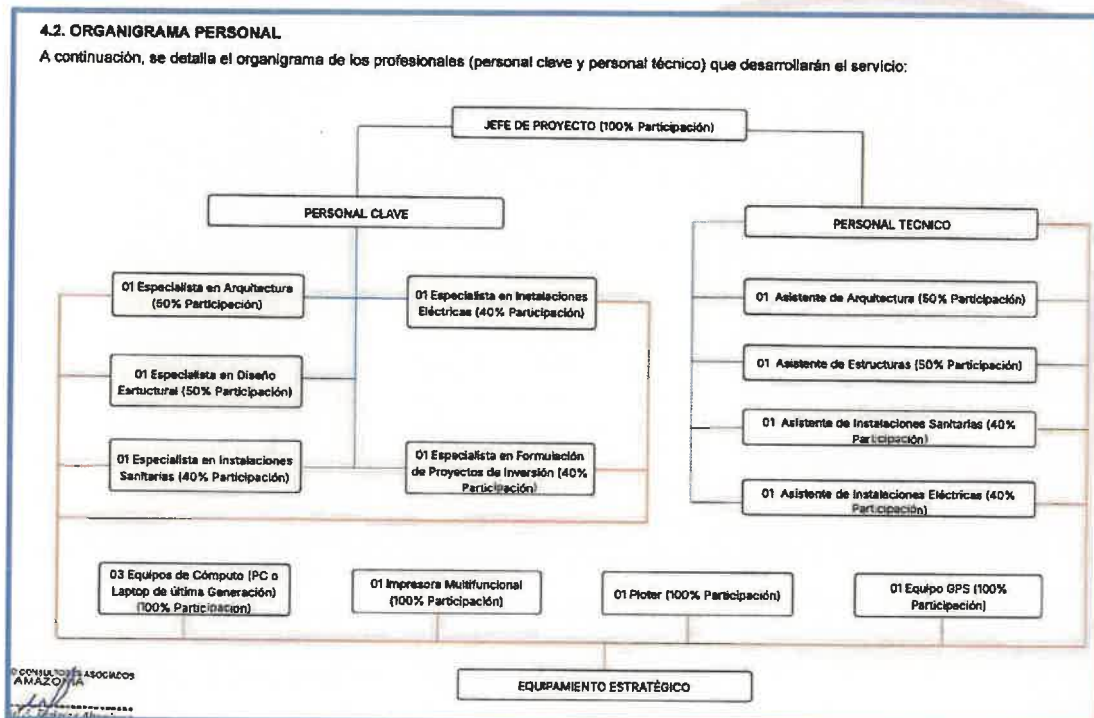 4.2. ORGANIGRAMA PERSONAL
A continuación, se detalla el organigrama de los profesionales (personal clave y personal técnico) que desarrollarán el servicio:
JEFE DE PROYECTO (100% Participación)
PERSONAL CLAVE
PERSONAL TECNICO
01 Especialista en Arquitectura
(50% Participación)
01 Especialista en Instalaciones
Eléctricas (40% Participación)
01 Especialista en Diseño
Esrtuctural (50% Participación)
01 Especialista en Instalaciones
Sanitarias (40% Participación)
01 Especialista en Formulación
de Proyectos de Inversión (40%
Participación)
01 Asistente de Arquitectura (50% Participación)
01 Asistente de Estructuras (50% Participación)
01 Asistente de Instalaciones Sanitarias (40%
Participación)
01 Asistente de Instalaciones Eléctricas (40%
Participación)
03 Equipos de Cómputo (PC o
Laptop de última Generación)
(100% Participacion)
01 Impresora Multifuncional
(100% Participación)
01 Ploter (100% Participación)
01 Equipo GPS (100%
Participación)
EQUIPAMIENTO ESTRATÉGICO
CONSULTORES ASOCIADOS
AMAZONIA